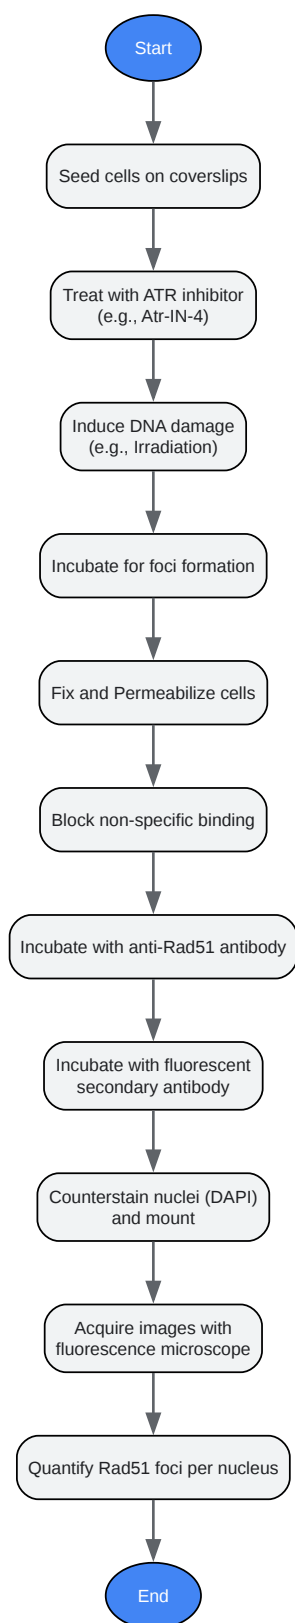 Start
Seed cells on coverslips
Treat with ATR inhibitor
(e.g., Atr-IN-4)
Induce DNA damage
(e.g., Irradiation)
Incubate for foci formation
Fix and Permeabilize cells
Block non-specific binding
Incubate with anti-Rad51 antibody
Incubate with fluorescent
secondary antibody
Counterstain nuclei (DAPI)
and mount
Acquire images with
fluorescence microscope
Quantify Rad51 foci per nucleus
End